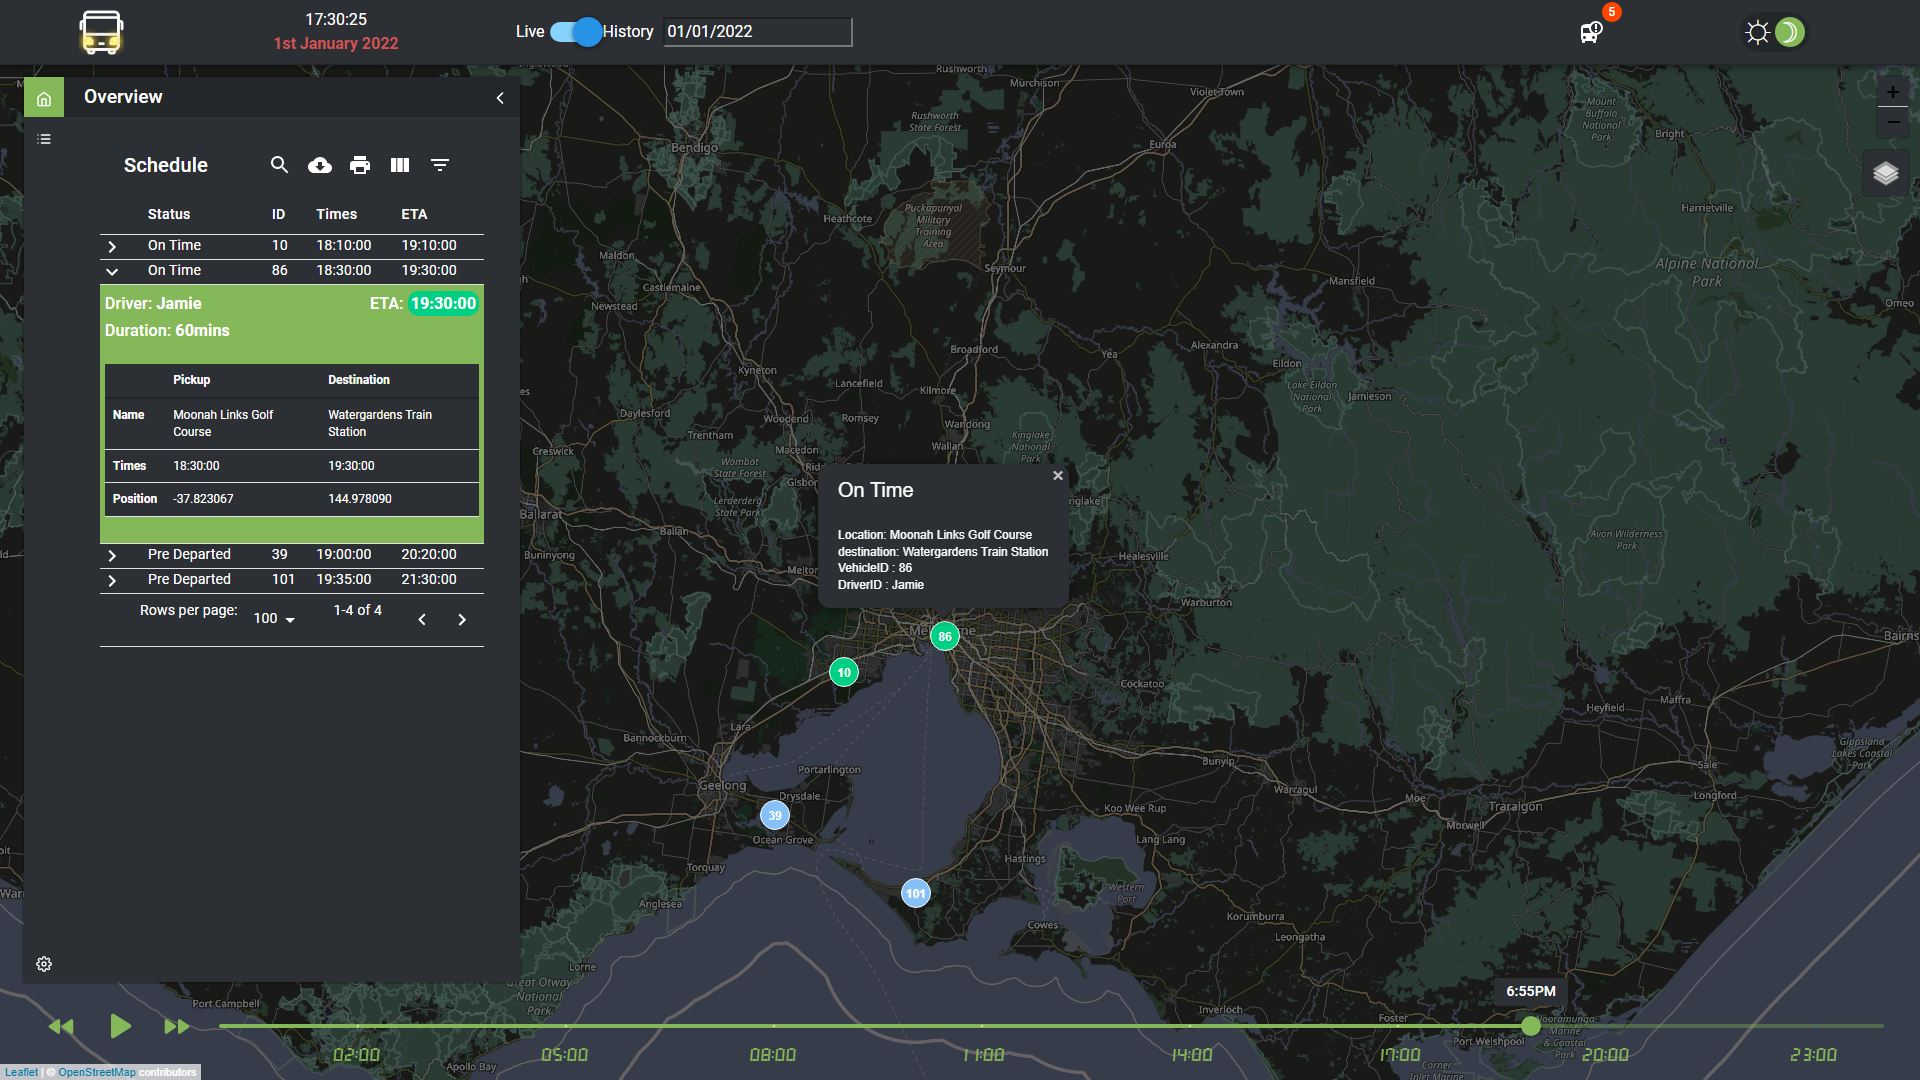 17:30:25
1st January 2022
Live History 01/01/2022
5
Overview
Schedule
Status ID Times ETA
On Time 10 18:10:00 19:10:00
On Time 86 18:30:00 19:30:00
Driver: Jamie ETA: 19:30:00
Duration: 60mins
Pickup Destination
Name Moonah Links Golf Course Watergardens Train Station
Times 18:30:00 19:30:00
Position -37.823067 144.978090
Pre Departed 39 19:00:00 20:20:00
Pre Departed 101 19:35:00 21:30:00
Rows per page: 100 1-4 of 4
On Time
×
Location: Moonah Links Golf Course
destination: Watergardens Train Station
VehicleID : 86
DriverID : Jamie
86
10
39
101
+
−
Rushworth
Murchison
Violet Town
Rushworth State Forest
Mount Buffalo National Park
Bright
Bendigo
Euroa
Heathcote
Puckapunyal Military Training Area
Harrietville
Maldon
Seymour
Alpine National Park
Castlemaine
Mansfield
Newstead
Omeo
Broadford
Yea
Alexandra
Eildon
Kyneton
Lancefield
Kilmore
Lake Eildon National Park
Jamieson
Daylesford
Woodend
Romsey
Wandong
Trentham
Macedon
Wallan
Kinglake National Park
Creswick
Wombat State Forest
Lerderderg State Park
Ballarat
Ballan
Avon Wilderness Park
Buninyong
Healesville
Warburton
Cockatoo
Maffra
Heyfield
Lara
Bannockburn
Portarlington
Geelong
Drysdale
Ocean Grove
Bunyip
Warragul
Moe
Traralgon
Morwell
Sale
Longford
Gippsland Lakes Coastal Park
Koo Wee Rup
Lang Lang
Hastings
Western Port
Torquay
Anglesea
Cowes
Korumburra
Leongatha
Lorne
Great Otway National Park
Port Campbell
Inverloch
Foster
Port Welshpool
Apollo Bay
6:55PM
02:00 05:00 08:00 11:00 14:00 17:00 20:00 23:00
Leaflet | © OpenStreetMap contributors